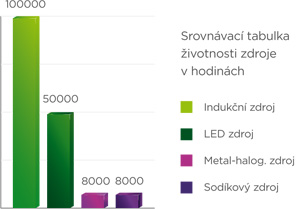 100000
50000
8000
8000
Srovnávací tabulka
životnosti zdroje
v hodinách
Indukční zdroj
LED zdroj
Metal-halog. zdroj
Sodíkový zdroj